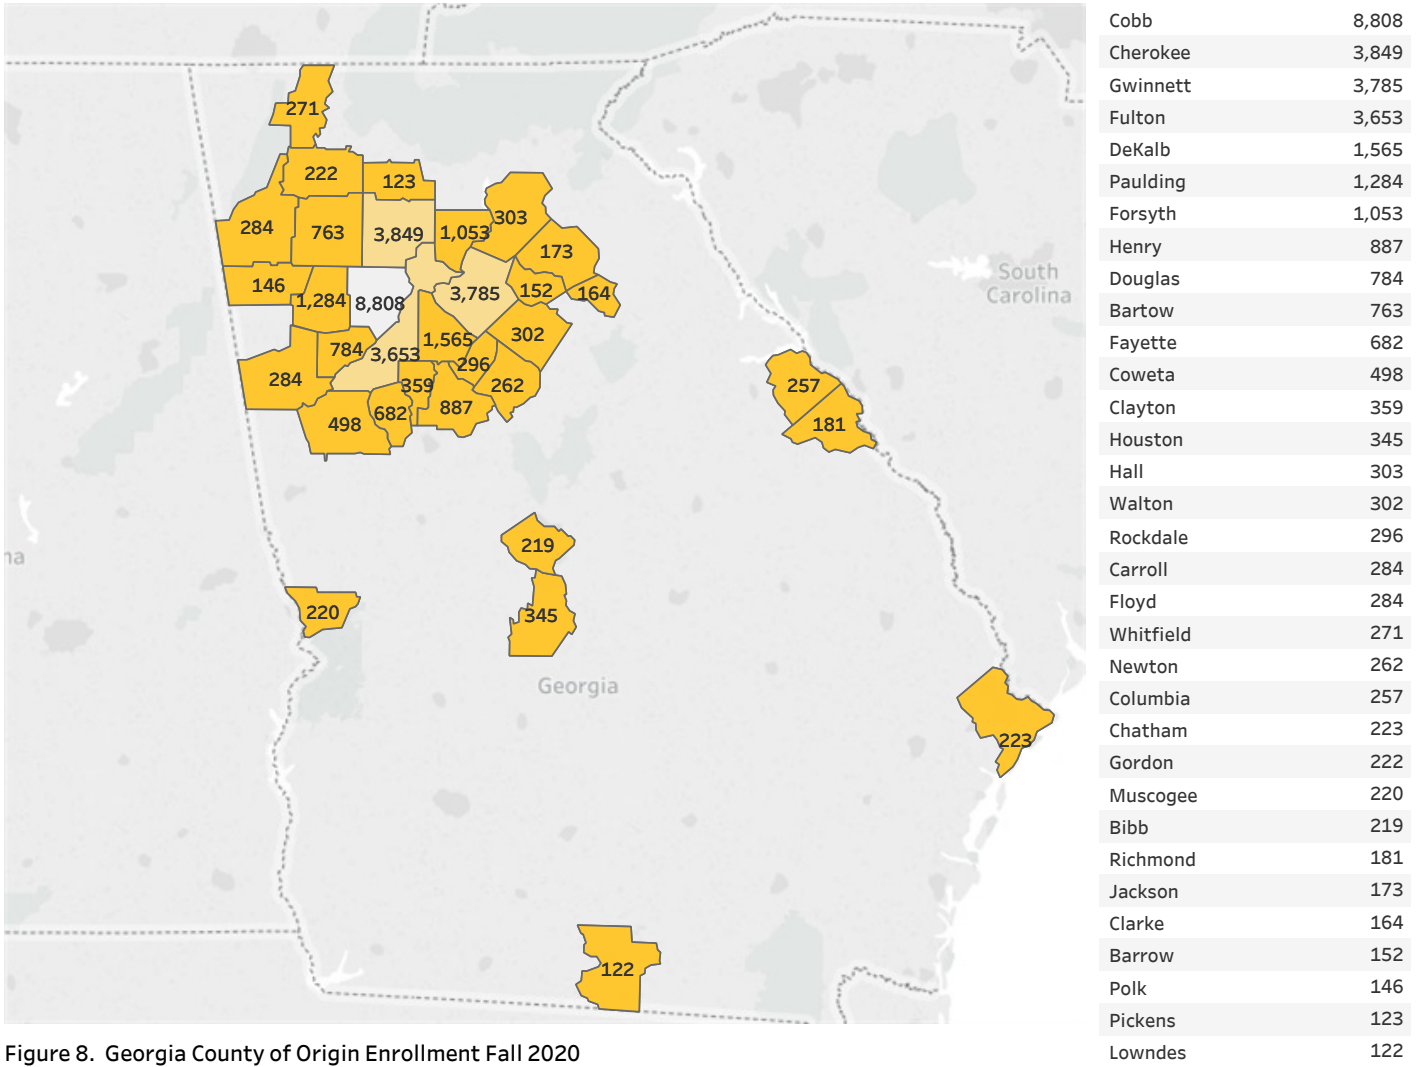 271
222
123
284
763
3,849
1,053
303
173
146
1,284
8,808
3,785
152
164
284
784
3,653
1,565
296
302
262
359
498
682
887
257
181
219
345
220
223
122
South
Carolina
na
Georgia
Cobb 8,808
Cherokee 3,849
Gwinnett 3,785
Fulton 3,653
DeKalb 1,565
Paulding 1,284
Forsyth 1,053
Henry 887
Douglas 784
Bartow 763
Fayette 682
Coweta 498
Clayton 359
Houston 345
Hall 303
Walton 302
Rockdale 296
Carroll 284
Floyd 284
Whitfield 271
Newton 262
Columbia 257
Chatham 223
Gordon 222
Muscogee 220
Bibb 219
Richmond 181
Jackson 173
Clarke 164
Barrow 152
Polk 146
Pickens 123
Lowndes 122
Figure 8. Georgia County of Origin Enrollment Fall 2020